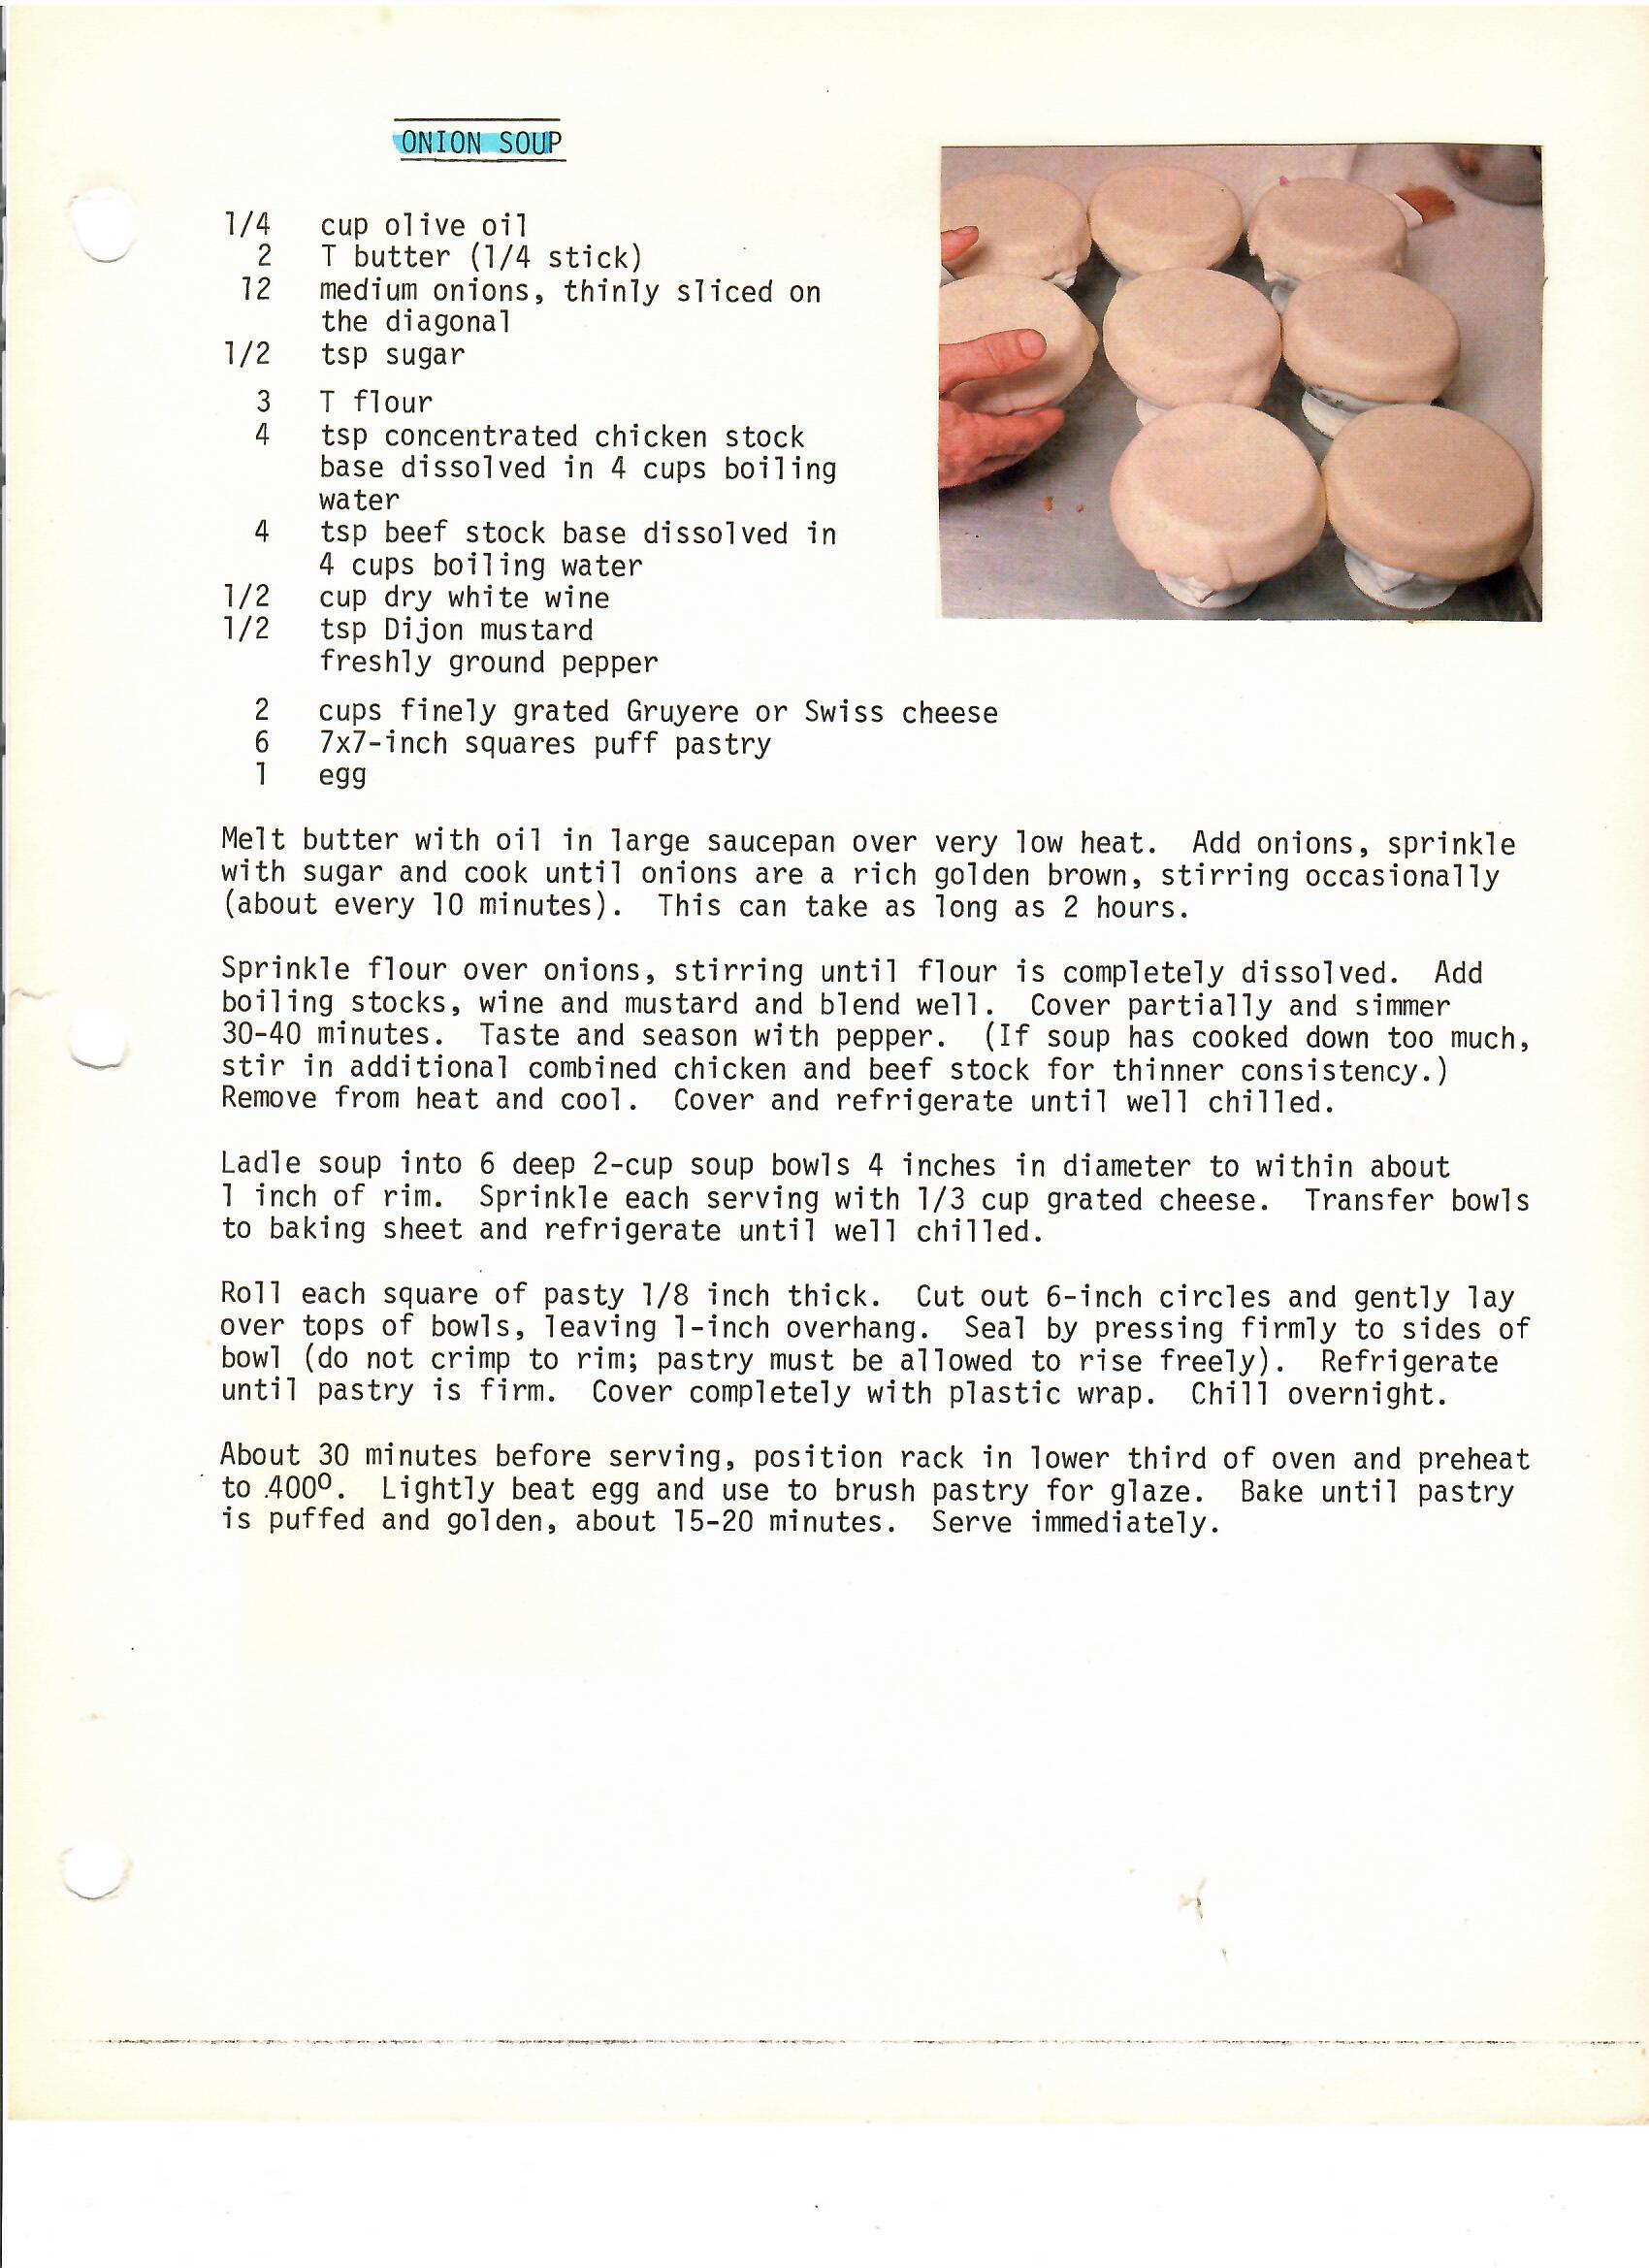 ONION SOUP
1/4 cup olive oil
2 T butter (1/4 stick)
12 medium onions, thinly sliced on
the diagonal
1/2 tsp sugar
3 T flour
4 tsp concentrated chicken stock
base dissolved in 4 cups boiling
water
4 tsp beef stock base dissolved in
4 cups boiling water
1/2 cup dry white wine
1/2 tsp Dijon mustard
freshly ground pepper
2 cups finely grated Gruyere or Swiss cheese
6 7x7-inch squares puff pastry
1 egg
Melt butter with oil in large saucepan over very low heat. Add onions, sprinkle
with sugar and cook until onions are a rich golden brown, stirring occasionally
(about every 10 minutes). This can take as long as 2 hours.
Sprinkle flour over onions, stirring until flour is completely dissolved. Add
boiling stocks, wine and mustard and blend well. Cover partially and simmer
30-40 minutes. Taste and season with pepper. (If soup has cooked down too much,
stir in additional combined chicken and beef stock for thinner consistency.)
Remove from heat and cool. Cover and refrigerate until well chilled.
Ladle soup into 6 deep 2-cup soup bowls 4 inches in diameter to within about
1 inch of rim. Sprinkle each serving with 1/3 cup grated cheese. Transfer bowls
to baking sheet and refrigerate until well chilled.
Roll each square of pasty 1/8 inch thick. Cut out 6-inch circles and gently lay
over tops of bowls, leaving 1-inch overhang. Seal by pressing firmly to sides of
bowl (do not crimp to rim; pastry must be allowed to rise freely). Refrigerate
until pastry is firm. Cover completely with plastic wrap. Chill overnight.
About 30 minutes before serving, position rack in lower third of oven and preheat
to 400º. Lightly beat egg and use to brush pastry for glaze. Bake until pastry
is puffed and golden, about 15-20 minutes. Serve immediately.